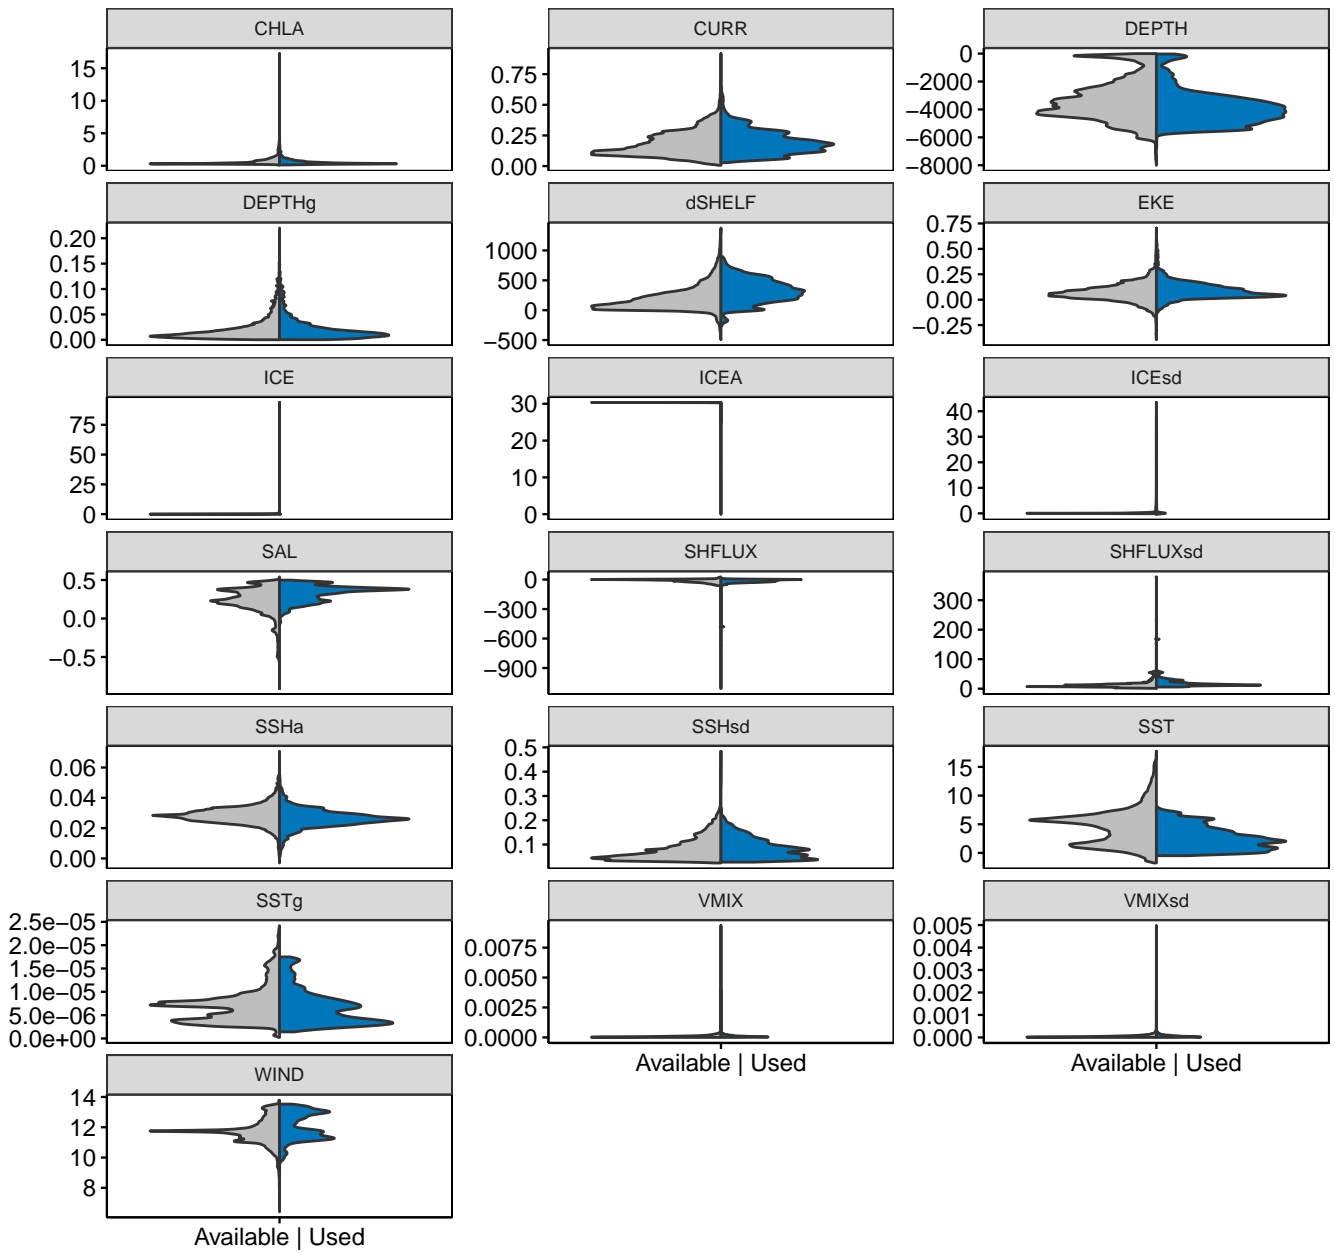 CHLA
15
10
5
0
CURR
0.75
0.50
0.25
0.00
DEPTH
0
−2000
−4000
−6000
−8000
DEPTHg
0.20
0.15
0.10
0.05
0.00
dSHELF
1000
500
0
−500
EKE
0.75
0.50
0.25
0.00
−0.25
ICE
75
50
25
0
ICEA
30
20
10
0
ICEsd
40
30
20
10
0
SAL
0.5
0.0
−0.5
SHFLUX
0
−300
−600
−900
SHFLUXsd
300
200
100
0
SSHa
0.06
0.04
0.02
0.00
SSHsd
0.5
0.4
0.3
0.2
0.1
SST
15
10
5
0
SSTg
2.5e−05
2.0e−05
1.5e−05
1.0e−05
5.0e−06
0.0e+00
VMIX
0.0075
0.0050
0.0025
0.0000
Available | Used
VMIXsd
0.005
0.004
0.003
0.002
0.001
0.000
Available | Used
WIND
14
12
10
8
Available | Used